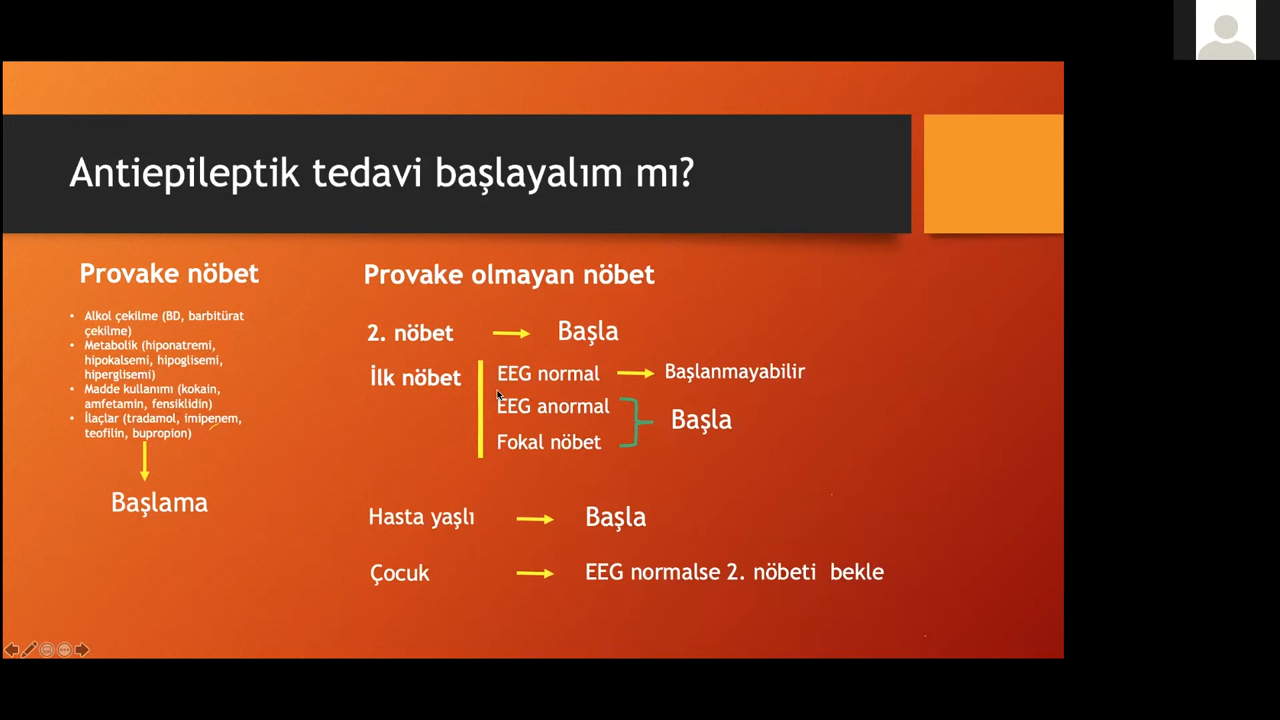 Antiepileptik tedavi başlayalım mı?
Provake nöbet
• Alkol çekilme (BD, barbitürat
çekilme)
• Metabolik (hiponatremi,
hipokalsemi, hipoglisemi,
hiperglisemi)
• Madde kullanımı (kokain,
amfetamin, fensiklidin)
• İlaçlar (tradamol, imipenem,
teofilin, bupropion)
Başlama
Provake olmayan nöbet
2. nöbet Başla
İlk nöbet
EEG normal Başlanmayabilir
EEG anormal
Fokal nöbet
Başla
Hasta yaşlı Başla
Çocuk EEG normalse 2. nöbeti bekle